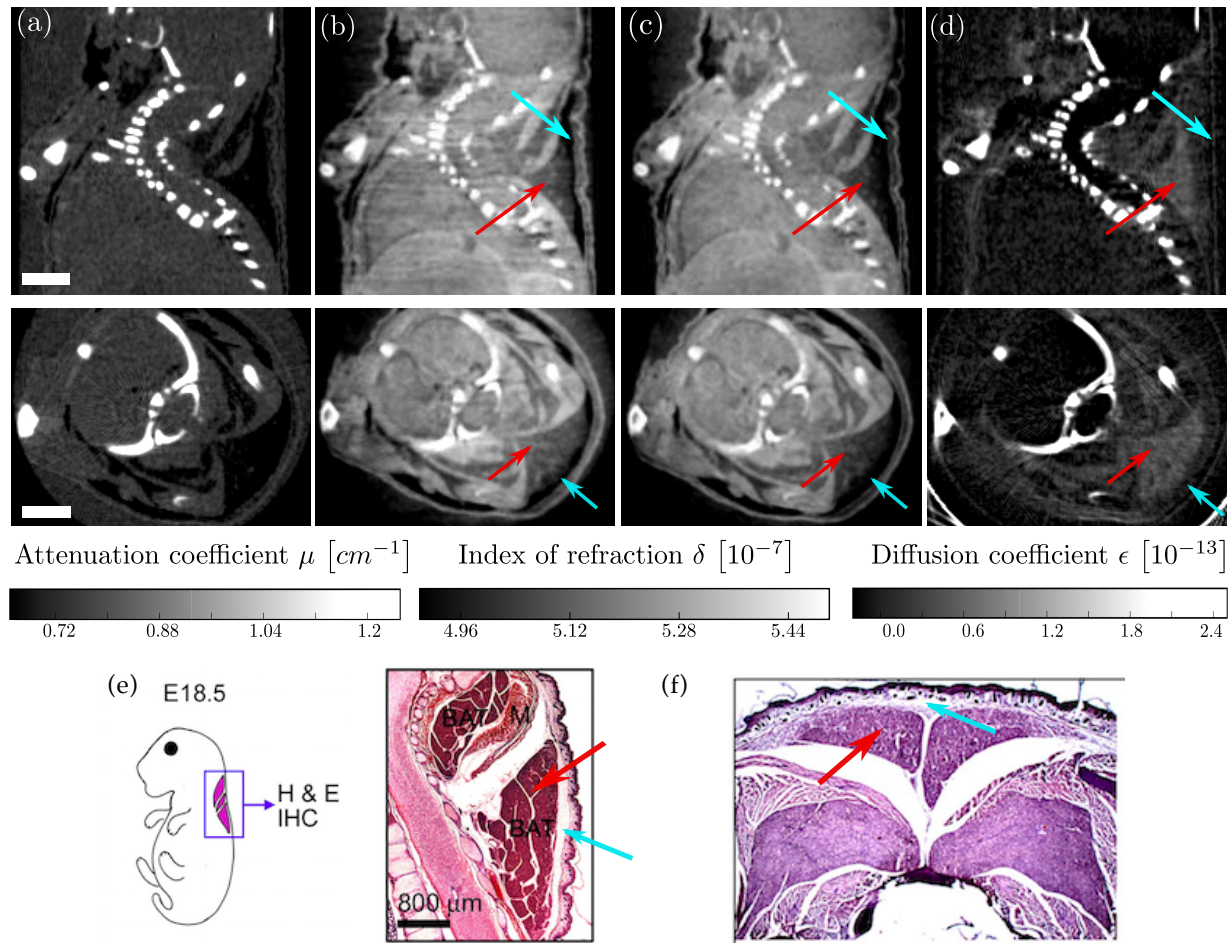 (a)
(b)
(c)
(d)
Attenuation coefficient μ [cm⁻¹]
Index of refraction δ [10⁻⁷]
Diffusion coefficient ϵ [10⁻¹³]
0.72 0.88 1.04 1.2
4.96 5.12 5.28 5.44
0.0 0.6 1.2 1.8 2.4
(e)
E18.5
H & E
IHC
BAT
M
BAT
800 μm
(f)